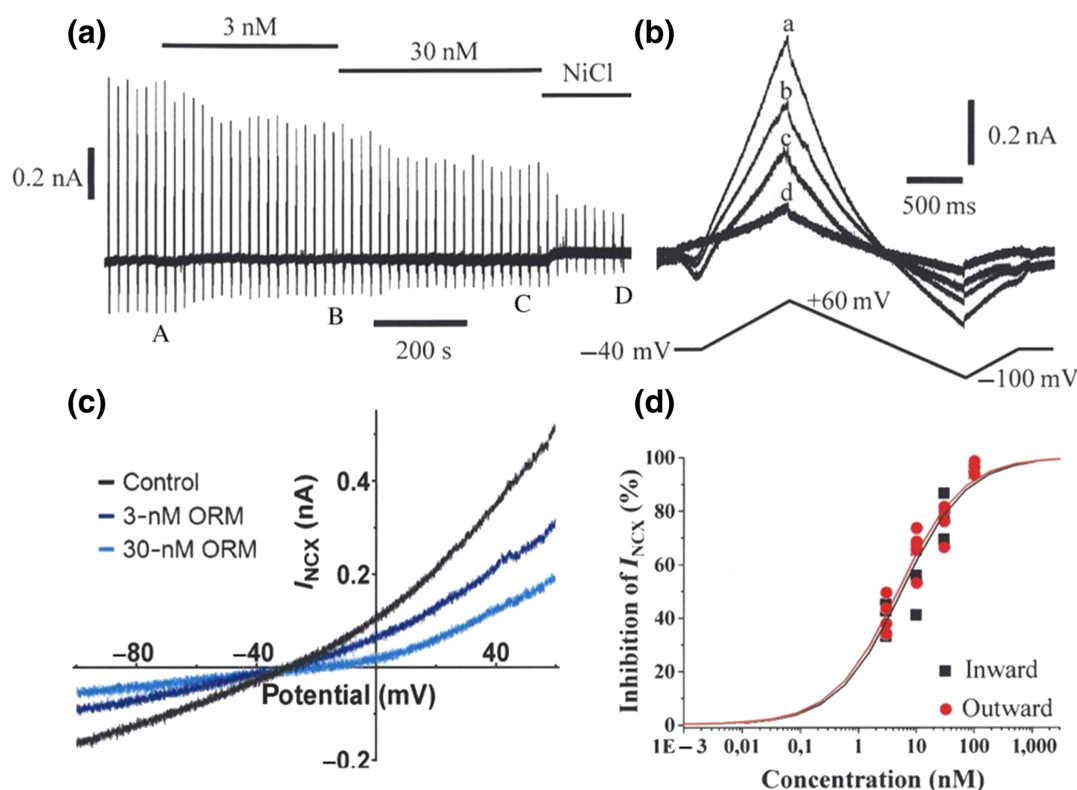 (a)
3 nM
30 nM
NiCl
0.2 nA
A
B
C
D
200 s
(b)
a
b
c
d
0.2 nA
500 ms
+60 mV
−40 mV
−100 mV
(c)
Control
3-nM ORM
30-nM ORM
INCX (nA)
0.4
0.2
−80
−40
40
Potential (mV)
−0.2
(d)
Inhibition of INCX (%)
100
80
60
40
20
0
Inward
Outward
1E−3
0,01
0,1
1
10
100
1,000
Concentration (nM)